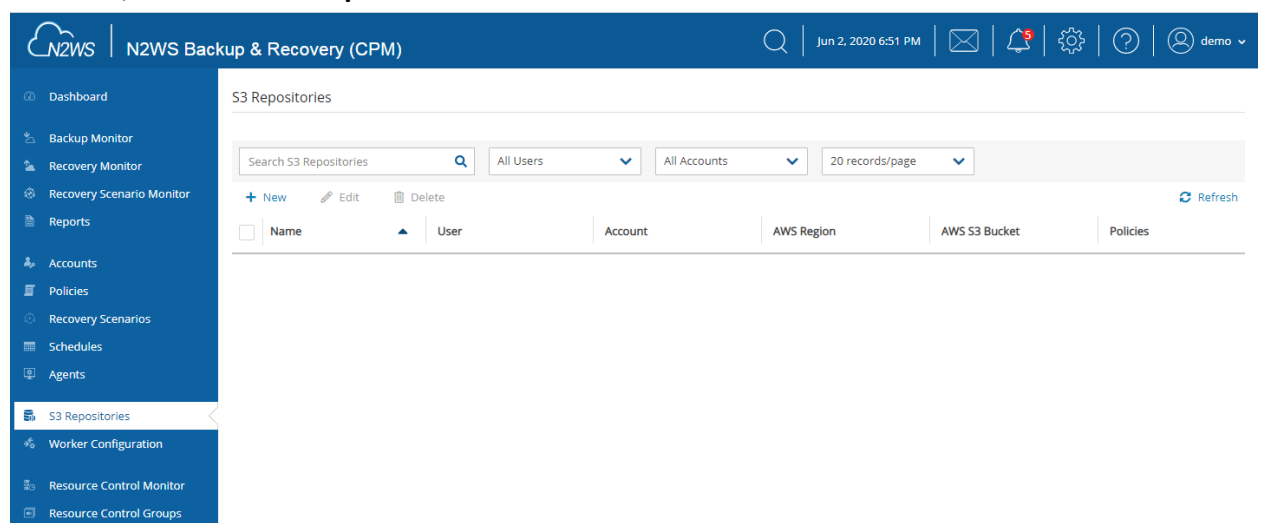 N2WS N2WS Backup & Recovery (CPM) Jun 2, 2020 6:51 PM 5 ? demo
Dashboard
Backup Monitor
Recovery Monitor
Recovery Scenario Monitor
Reports
Accounts
Policies
Recovery Scenarios
Schedules
Agents
S3 Repositories
Worker Configuration
Resource Control Monitor
Resource Control Groups
S3 Repositories
Search S3 Repositories All Users All Accounts 20 records/page
+ New Edit Delete Refresh
Name User Account AWS Region AWS S3 Bucket Policies